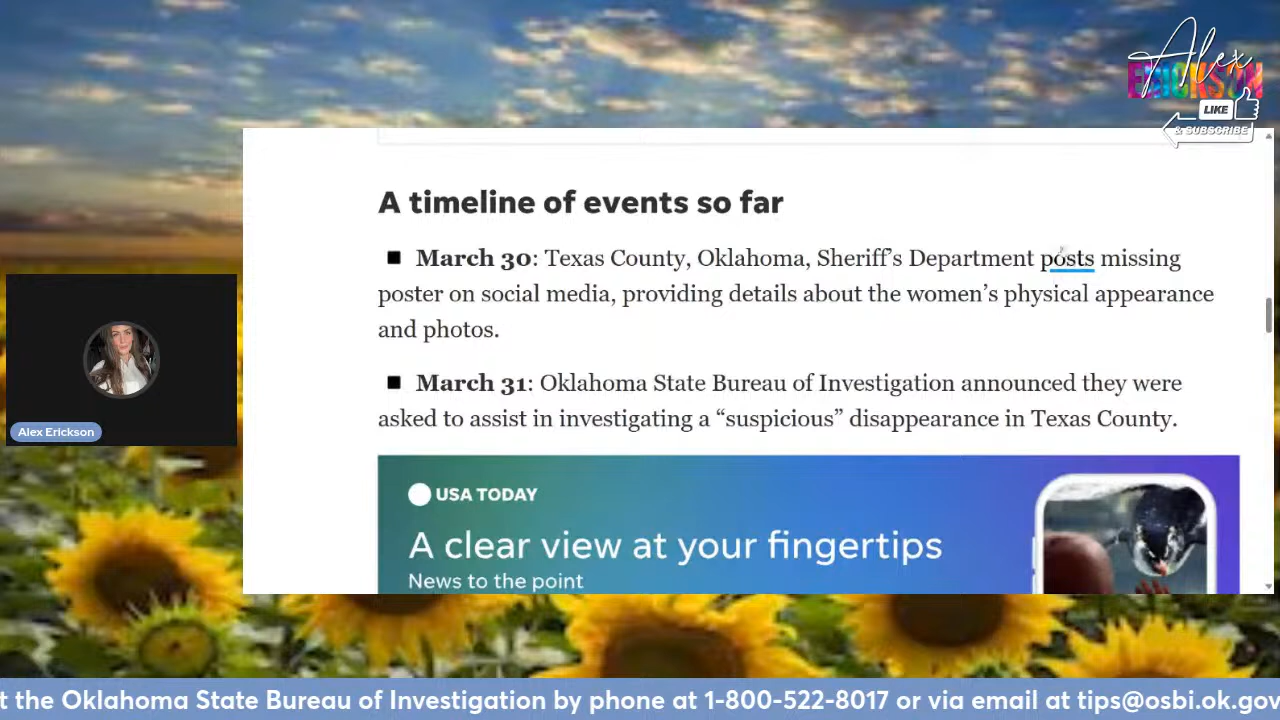 Alex
ERICKSON
LIKE
& SUBSCRIBE
A timeline of events so far
March 30: Texas County, Oklahoma, Sheriff’s Department posts missing
poster on social media, providing details about the women’s physical appearance
and photos.
March 31: Oklahoma State Bureau of Investigation announced they were
asked to assist in investigating a “suspicious” disappearance in Texas County.
USA TODAY
A clear view at your fingertips
News to the point
Alex Erickson
t the Oklahoma State Bureau of Investigation by phone at 1-800-522-8017 or via email at tips@osbi.ok.gov